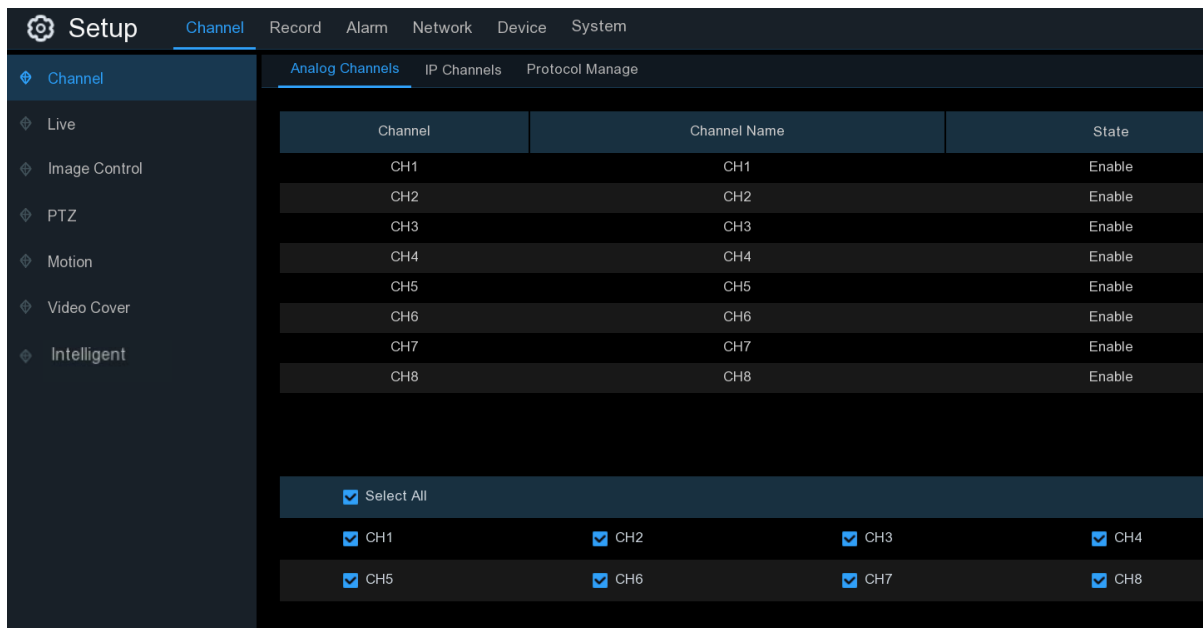 Setup Channel Record Alarm Network Device System
Channel
Analog Channels IP Channels Protocol Manage
Live
Image Control
PTZ
Motion
Video Cover
Intelligent
Channel Channel Name State
CH1 CH1 Enable
CH2 CH2 Enable
CH3 CH3 Enable
CH4 CH4 Enable
CH5 CH5 Enable
CH6 CH6 Enable
CH7 CH7 Enable
CH8 CH8 Enable
Select All
CH1 CH2 CH3 CH4
CH5 CH6 CH7 CH8